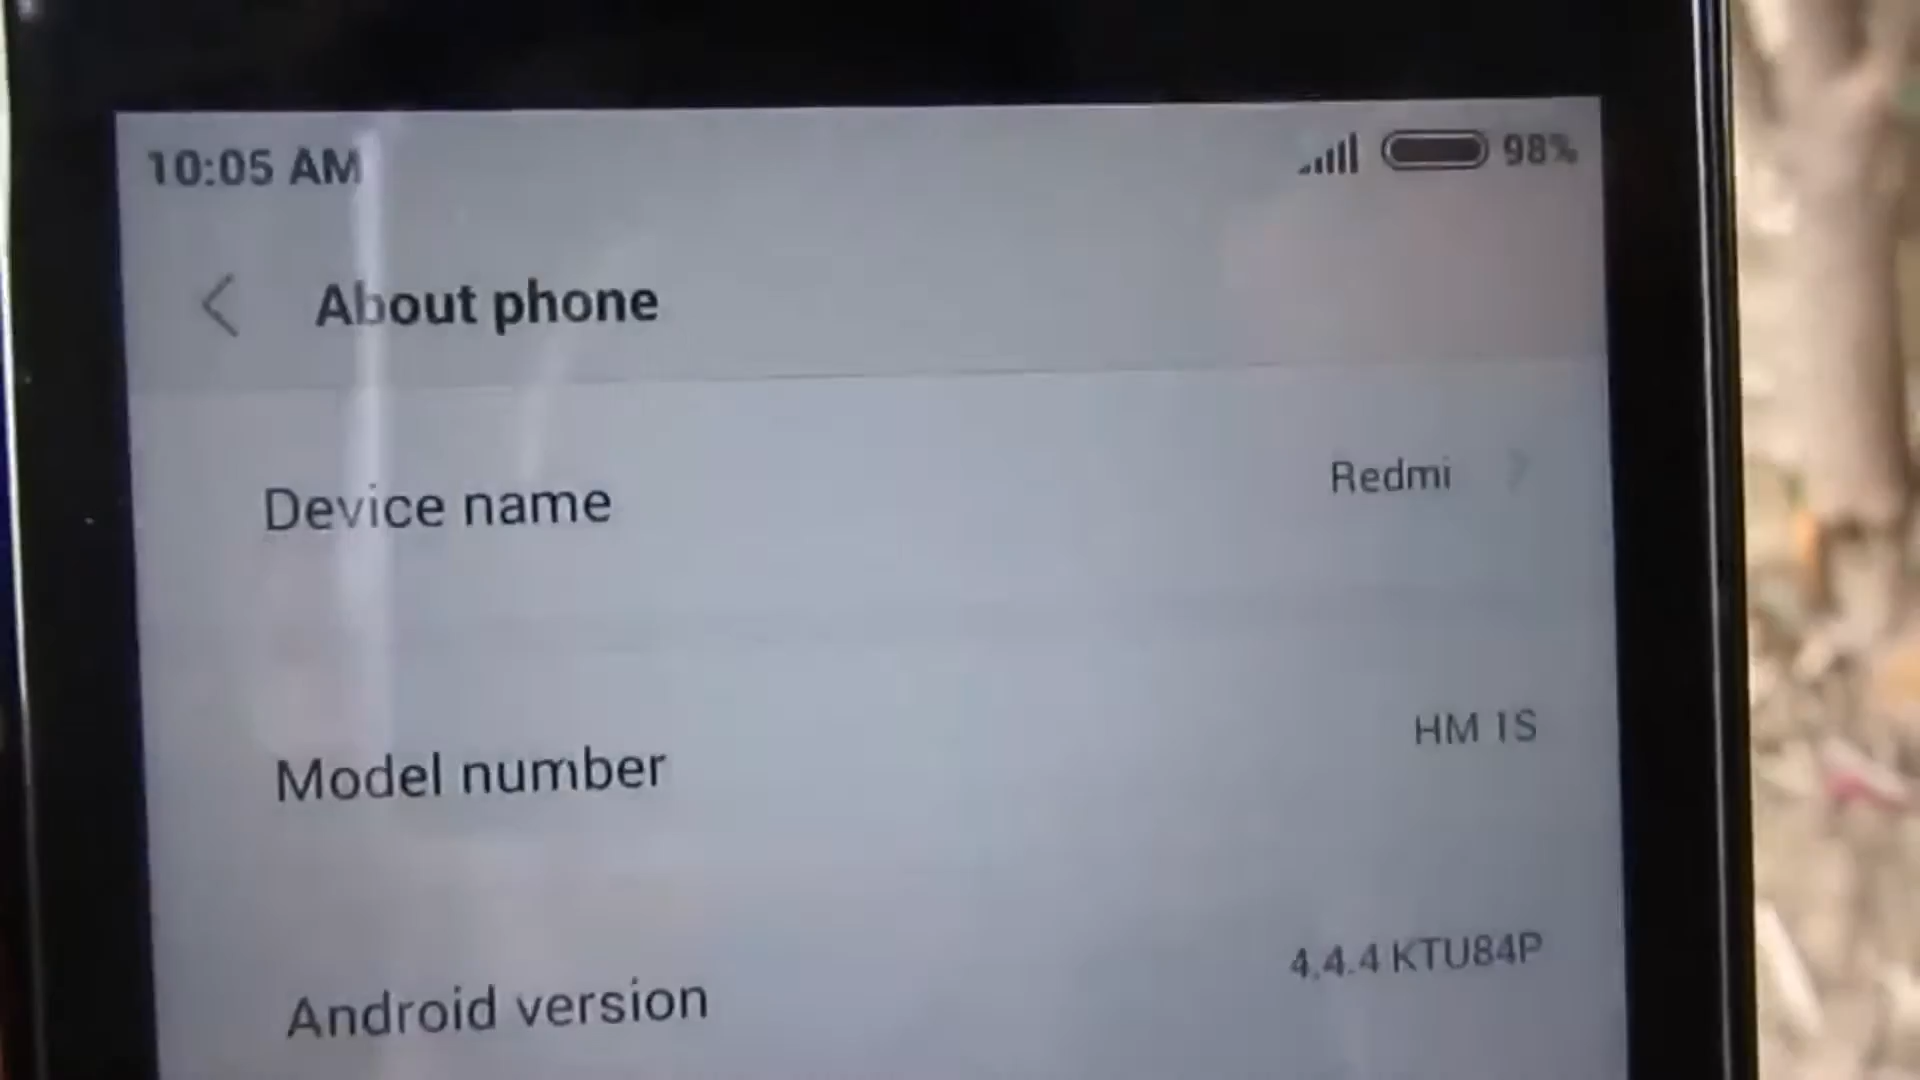 10:05 AM 98%
About phone
Device name Redmi
Model number HM 1S
Android version 4.4.4 KTU84P